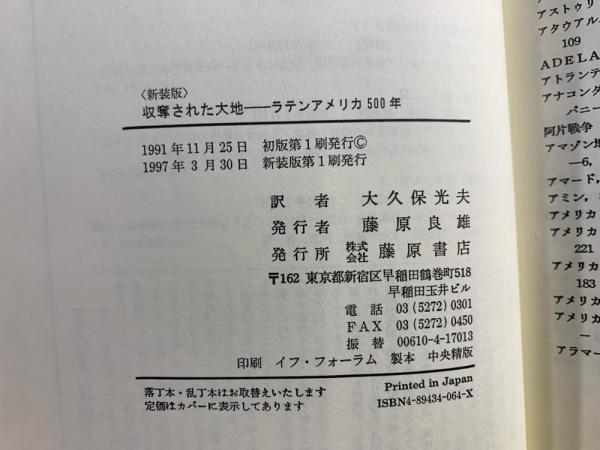 〈新装版〉
収奪された大地――ラテンアメリカ500年
1991年11月25日 初版第1刷発行©
1997年3月30日 新装版第1刷発行
訳者 大久保光夫
発行者 藤原良雄
発行所 株式会社 藤原書店
〒162 東京都新宿区早稲田鶴巻町518
早稲田玉井ビル
電話 03(5272)0301
FAX 03(5272)0450
振替 00610-4-17013
印刷 イフ・フォーラム 製本 中央精版
落丁本・乱丁本はお取替えいたします
定価はカバーに表示してあります
Printed in Japan
ISBN4-89434-064-X
アストゥリ
アタウアル
109
ADELA
アトランテ
アナコンダ
パニー
阿片戦争
アマゾン
―6,
アマード,
アミン,
アメリカ
アメリカ
221
アメリカ
183
アメリカ
アメリカ
アラマー